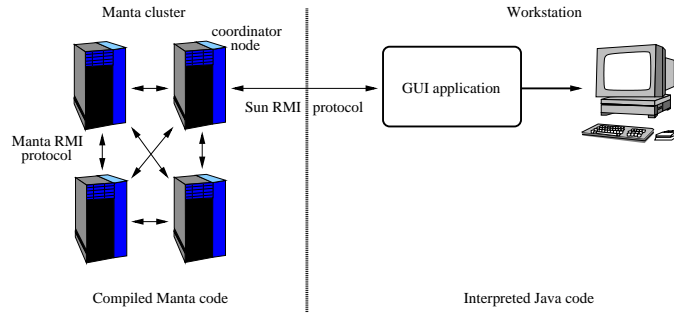 Manta cluster
Workstation
coordinator
node
GUI application
Sun RMI protocol
Manta RMI
protocol
Compiled Manta code
Interpreted Java code